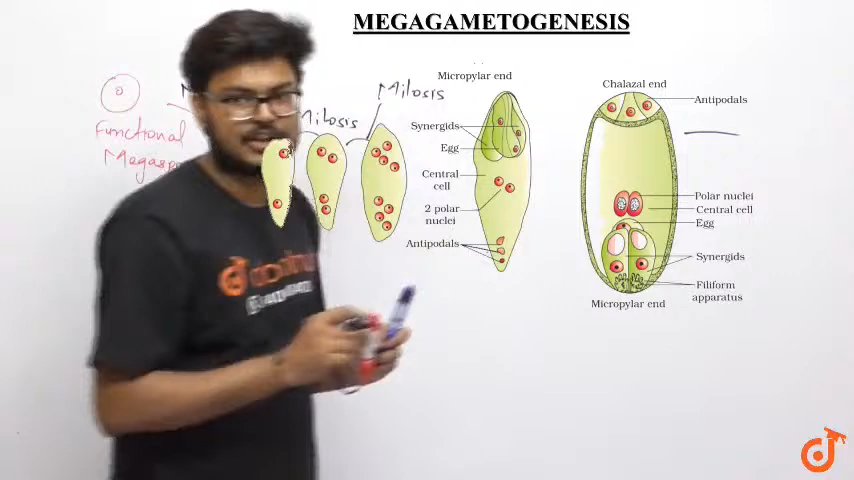 MEGAGAMETOGENESIS
Functional
Mitosis
Mitosis
Micropylar end
Synergids
Egg
Central
cell
2 polar
nuclei
Antipodals
Chalazal end
Antipodals
Polar nuclei
Central cell
Egg
Synergids
Filiform
apparatus
Micropylar end